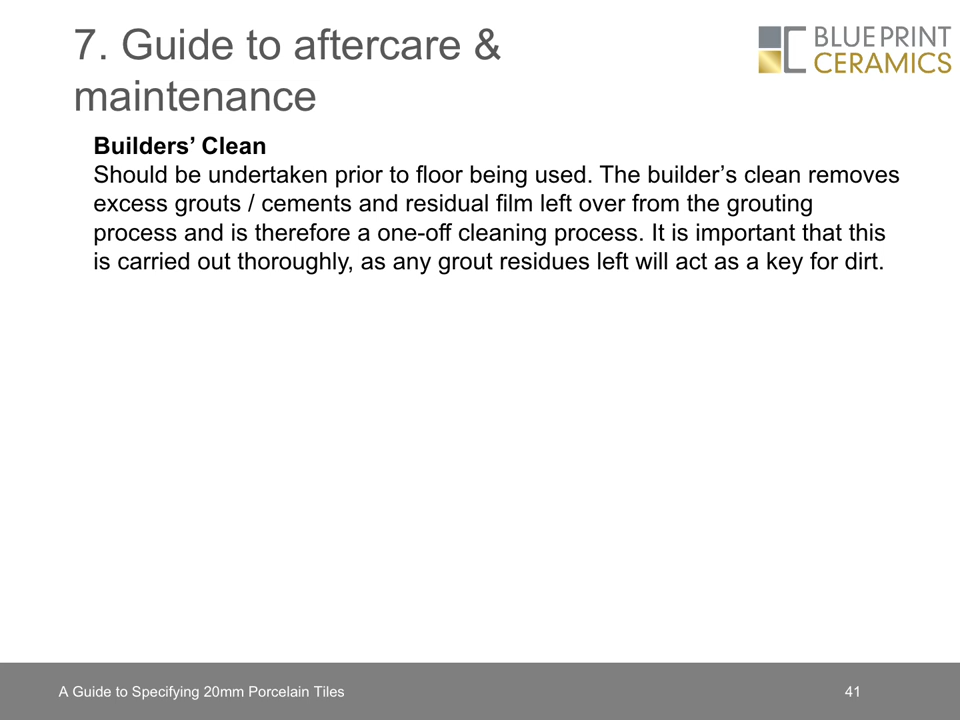 7. Guide to aftercare &
maintenance
BLUEPRINT
CERAMICS
Builders’ Clean
Should be undertaken prior to floor being used. The builder’s clean removes
excess grouts / cements and residual film left over from the grouting
process and is therefore a one-off cleaning process. It is important that this
is carried out thoroughly, as any grout residues left will act as a key for dirt.
A Guide to Specifying 20mm Porcelain Tiles
41